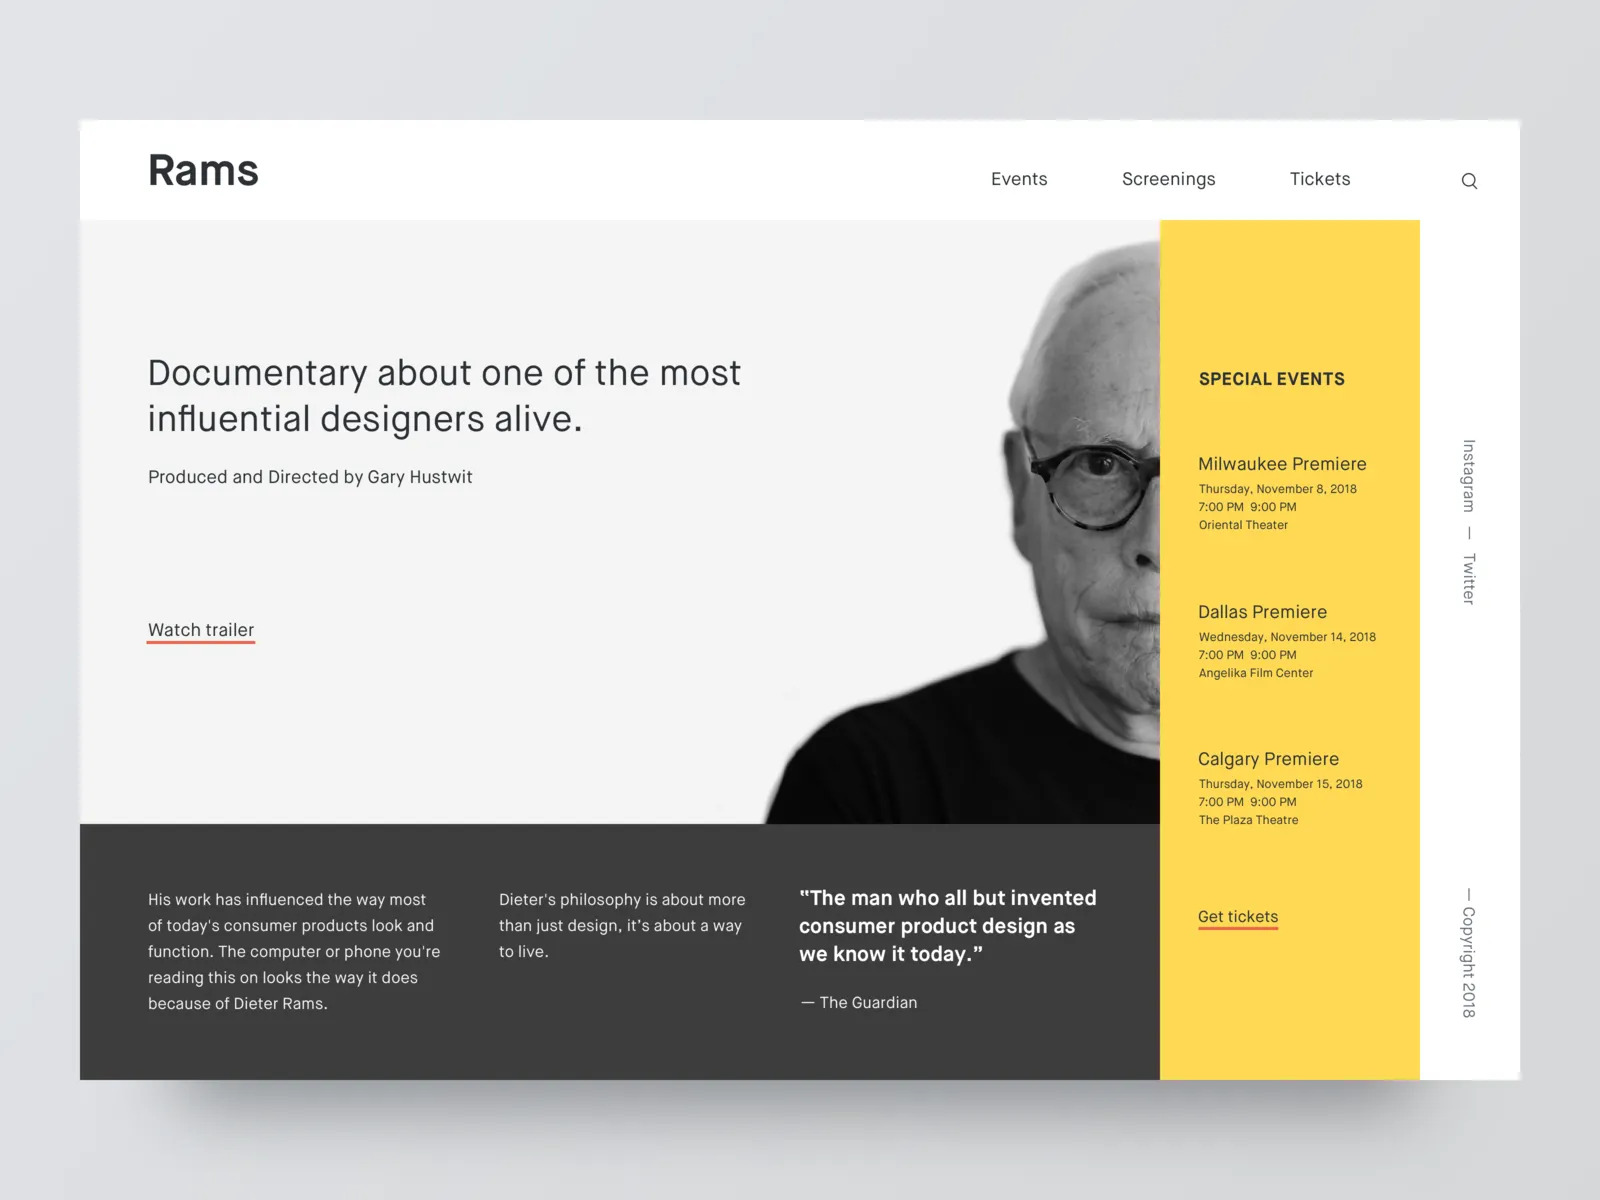 Rams
Events
Screenings
Tickets
Documentary about one of the most
influential designers alive.
Produced and Directed by Gary Hustwit
Watch trailer
SPECIAL EVENTS
Milwaukee Premiere
Thursday, November 8, 2018
7:00 PM  9:00 PM
Oriental Theater
Dallas Premiere
Wednesday, November 14, 2018
7:00 PM  9:00 PM
Angelika Film Center
Calgary Premiere
Thursday, November 15, 2018
7:00 PM  9:00 PM
The Plaza Theatre
Get tickets
Instagram — Twitter
— Copyright 2018
His work has influenced the way most
of today's consumer products look and
function. The computer or phone you're
reading this on looks the way it does
because of Dieter Rams.
Dieter's philosophy is about more
than just design, it’s about a way
to live.
“The man who all but invented
consumer product design as
we know it today.”
— The Guardian